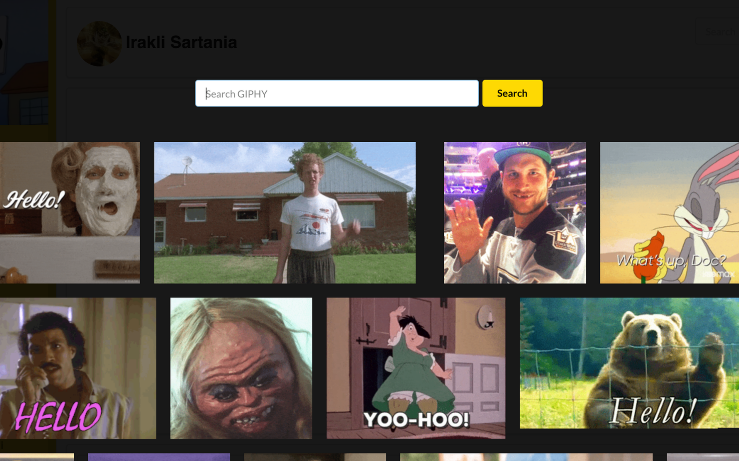 Irakli Sartania
Search GIPHY
Search
Hello!
What's up, Doc?
HELLO
YOO-HOO!
Hello!